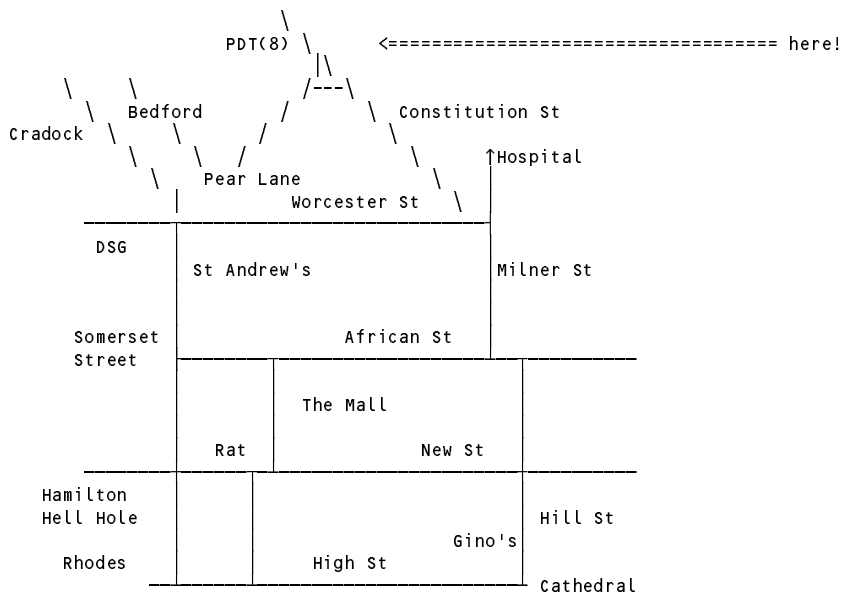 PDT(8) <=================================== here!
Bedford Constitution St
Cradock
↑Hospital
Pear Lane
Worcester St
DSG
St Andrew's Milner St
Somerset African St
Street
The Mall
Rat New St
Hamilton
Hell Hole Hill St
Gino's
Rhodes High St
Cathedral